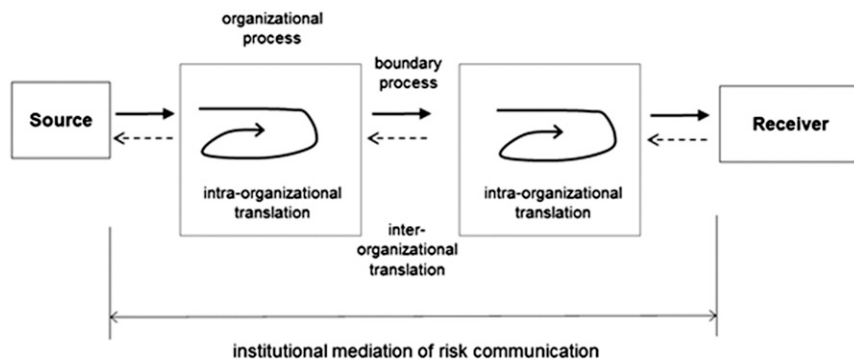 organizational
process
boundary
process
Source
Receiver
intra-organizational
translation
inter-
organizational
translation
intra-organizational
translation
institutional mediation of risk communication